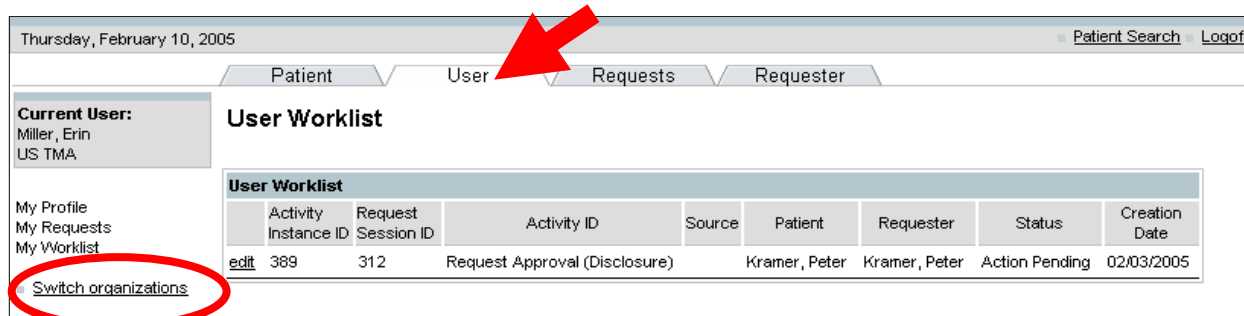 Thursday, February 10, 2005
Patient Search Logof
Patient User Requests Requester
Current User:
Miller, Erin
US TMA
User Worklist
My Profile
My Requests
My Worklist
Switch organizations
User Worklist
Activity Instance ID Request Session ID Activity ID Source Patient Requester Status Creation Date
edit 389 312 Request Approval (Disclosure) Kramer, Peter Kramer, Peter Action Pending 02/03/2005